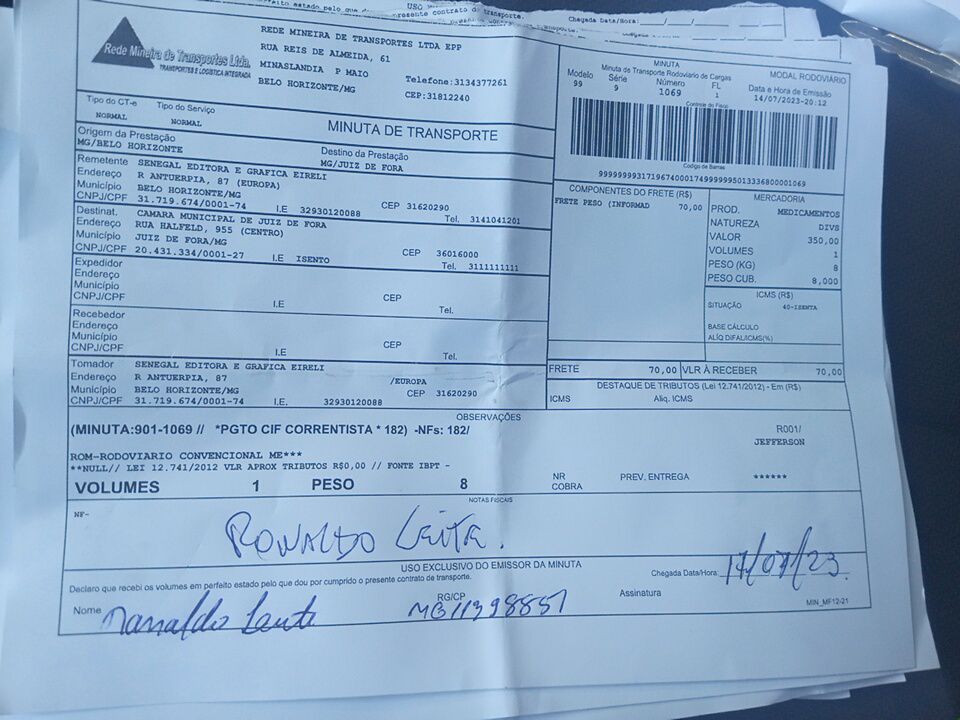 Rede Mineira de Transportes Ltda.
TRANSPORTES E LOGÍSTICA INTEGRADA
REDE MINEIRA DE TRANSPORTES LTDA EPP
RUA REIS DE ALMEIDA, 61
MINASLANDIA P MAIO
BELO HORIZONTE/MG
Telefone:3134377261
CEP:31812240
Chegada Data/Hora:
MINUTA
Minuta de Transporte Rodoviário de Cargas
Modelo Série Número FL
99 9 1069 1
MODAL RODOVIÁRIO
Data e Hora de Emissão
14/07/2023-20:12
Controle do Fisco
Código de Barras
Tipo do CT-e Tipo do Serviço
NORMAL NORMAL
MINUTA DE TRANSPORTE
Origem da Prestação Destino da Prestação
MG/BELO HORIZONTE MG/JUIZ DE FORA
Remetente SENEGAL EDITORA E GRAFICA EIRELI
Endereço R ANTUERPIA, 87 (EUROPA)
Município BELO HORIZONTE/MG CEP 31620290
CNPJ/CPF 31.719.674/0001-74 I.E 32930120088 Tel. 3141041201
Destinat. CAMARA MUNICIPAL DE JUIZ DE FORA
Endereço RUA HALFELD, 955 (CENTRO)
Município JUIZ DE FORA/MG CEP 36016000
CNPJ/CPF 20.431.334/0001-27 I.E ISENTO Tel. 3111111111
Expedidor
Endereço
Município CEP
CNPJ/CPF I.E Tel.
Recebedor
Endereço
Município CEP
CNPJ/CPF I.E Tel.
Tomador SENEGAL EDITORA E GRAFICA EIRELI
Endereço R ANTUERPIA, 87 /EUROPA
Município BELO HORIZONTE/MG CEP 31620290
CNPJ/CPF 31.719.674/0001-74 I.E. 32930120088
COMPONENTES DO FRETE (R$)
FRETE PESO (INFORMAD 70,00
MERCADORIA
PROD. MEDICAMENTOS
NATUREZA DIVS
VALOR 350,00
VOLUMES 1
PESO (KG) 8
PESO CUB. 8,000
ICMS (R$)
SITUAÇÃO 40-ISENTA
BASE CÁLCULO
ALÍQ DIFAL/ICMS(%)
FRETE 70,00 VLR À RECEBER 70,00
DESTAQUE DE TRIBUTOS (Lei 12.741/2012) - Em (R$)
ICMS Aliq. ICMS
OBSERVAÇÕES
(MINUTA:901-1069 // *PGTO CIF CORRENTISTA * 182) -NFs: 182/
R001/
JEFFERSON
ROM-RODOVIARIO CONVENCIONAL ME***
**NULL// LEI 12.741/2012 VLR APROX TRIBUTOS R$0,00 // FONTE IBPT -
VOLUMES 1 PESO 8
NR COBRA PREV. ENTREGA ******
NOTAS FISCAIS
NF-
RONALDO LEITE.
USO EXCLUSIVO DO EMISSOR DA MINUTA
Declaro que recebi os volumes em perfeito estado pelo que dou por cumprido o presente contrato de transporte.
Chegada Data/Hora: 17/07/23.
Nome RG/CP MG11398851 Assinatura
MIN_MF12-21